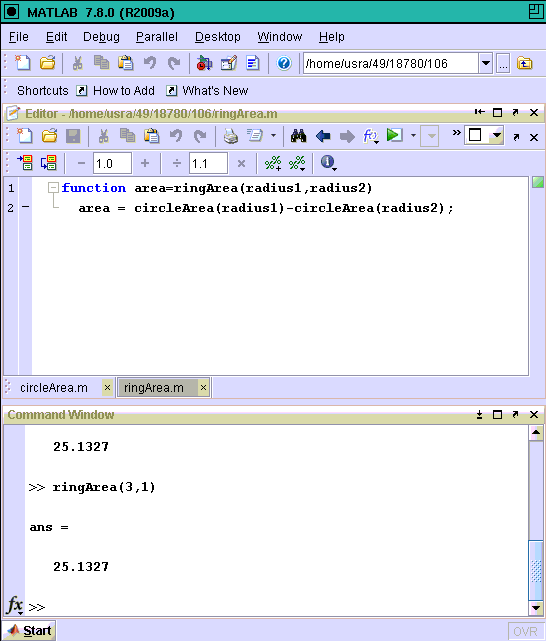 MATLAB 7.8.0 (R2009a)
File Edit Debug Parallel Desktop Window Help
/home/usra/49/18780/106 ...
Shortcuts How to Add What's New
Editor - /home/usra/49/18780/106/ringArea.m
1.0 1.1
1 function area=ringArea(radius1,radius2)
2 area = circleArea(radius1)-circleArea(radius2);
circleArea.m ringArea.m
Command Window
25.1327
>> ringArea(3,1)
ans =
25.1327
fx >>
Start OVR